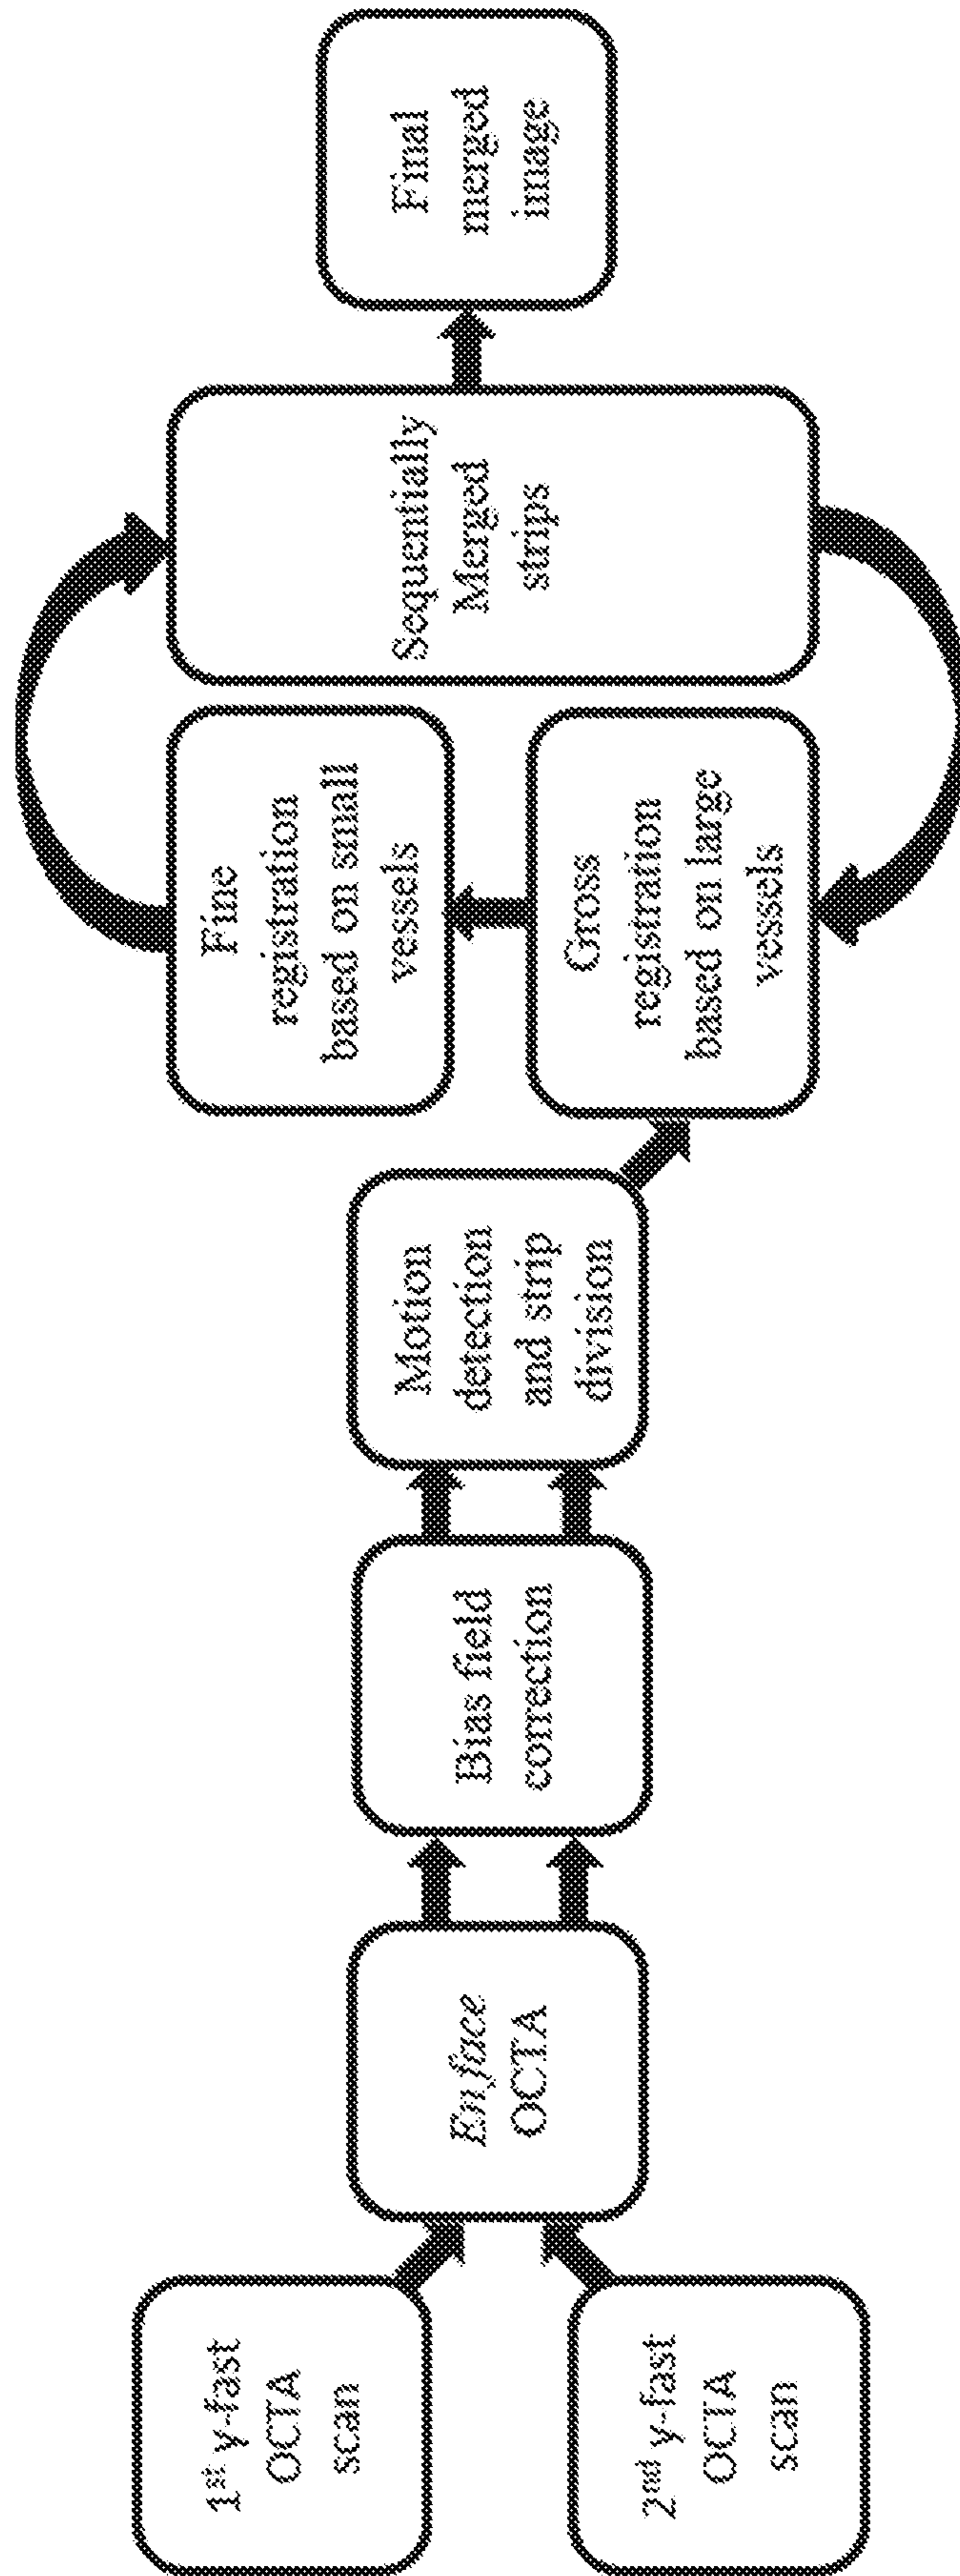 1st y-fast
OCTA
scan
2nd y-fast
OCTA
scan
En face
OCTA
Bias field
correction
Motion
detection
and strip
division
Gross
registration
based on large
vessels
Fine
registration
based on small
vessels
Sequentially
Merged
strips
Final
merged
image